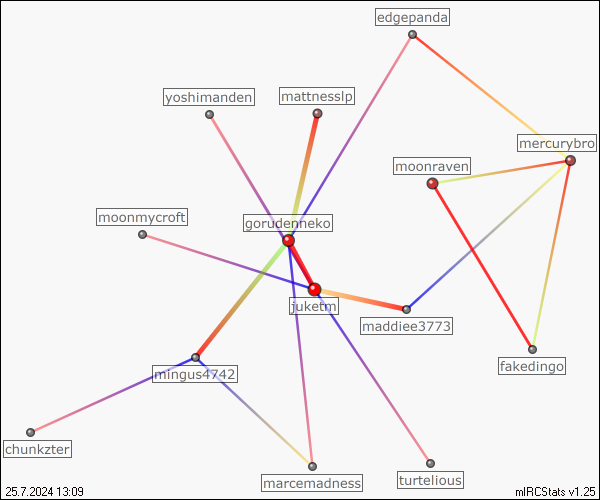 edgepanda
yoshimanden
mattnesslp
mercurybro
moonraven
moonmycroft
gorudenneko
juketm
maddiee3773
fakedingo
mingus4742
chunkzter
marcemadness
turtelious
25.7.2024 13:09
mIRCStats v1.25